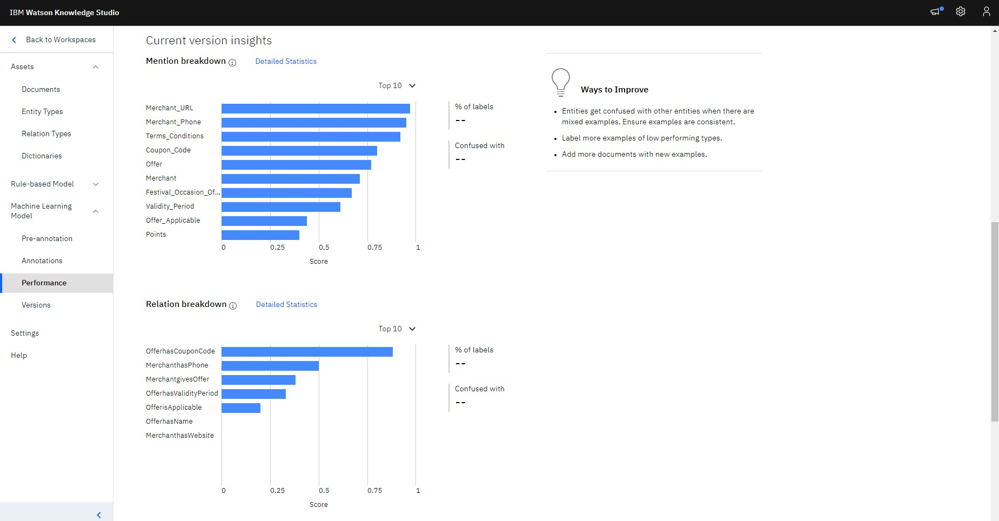 IBM Watson Knowledge Studio
Back to Workspaces
Assets
Documents
Entity Types
Relation Types
Dictionaries
Rule-based Model
Machine Learning
Model
Pre-annotation
Annotations
Performance
Versions
Settings
Help
Current version insights
Mention breakdown
Detailed Statistics
Top 10
Merchant_URL
Merchant_Phone
Terms_Conditions
Coupon_Code
Offer
Merchant
Festival_Occasion_Of...
Validity_Period
Offer_Applicable
Points
0 0.25 0.5 0.75 1
Score
% of labels
--
Confused with
--
Relation breakdown
Detailed Statistics
Top 10
OfferhasCouponCode
MerchanthasPhone
MerchantgivesOffer
OfferhasValidityPeriod
OfferisApplicable
OfferhasName
MerchanthasWebsite
0 0.25 0.5 0.75 1
Score
% of labels
--
Confused with
--
Ways to Improve
• Entities get confused with other entities when there are
mixed examples. Ensure examples are consistent.
• Label more examples of low performing types.
• Add more documents with new examples.